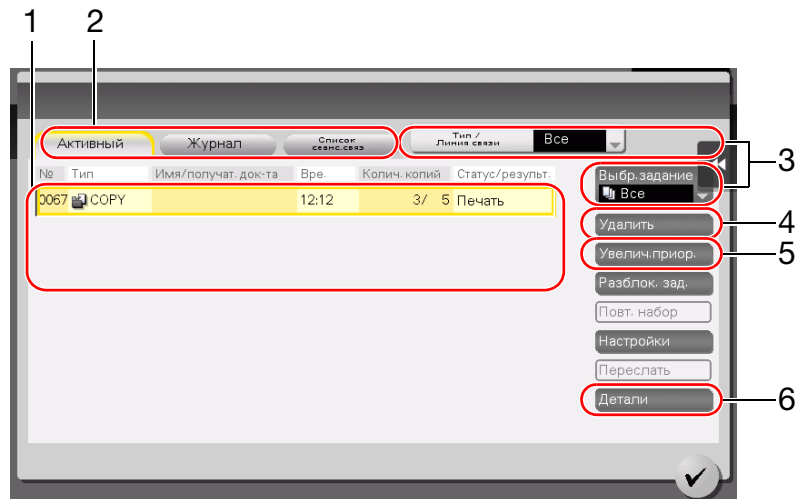 1
2
Активный Журнал Список сеанс.связ Тип / Линия связи Все
3
№ Тип Имя/получат. док-та Вре. Колич. копий Статус/результ.
Выбр.задание
Все
0067 COPY 12:12 3/ 5 Печать
Удалить
4
Увелич.приор.
5
Разблок. зад.
Повт. набор
Настройки
Переслать
Детали
6